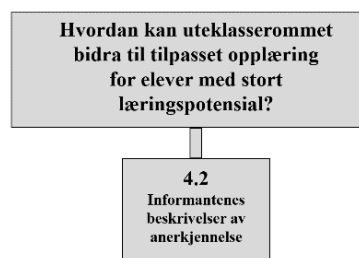 Hvordan kan uteklasserommet
bidra til tilpasset opplæring
for elever med stort
læringspotensial?
4.2
Informantenes
beskrivelser av
anerkjennelse